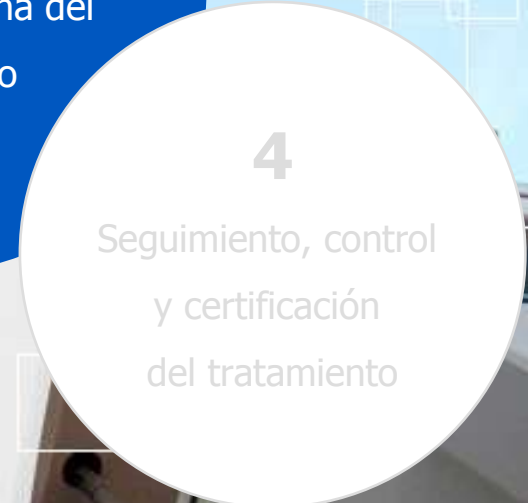 na del
o
4
Seguimiento, control
y certificación
del tratamiento